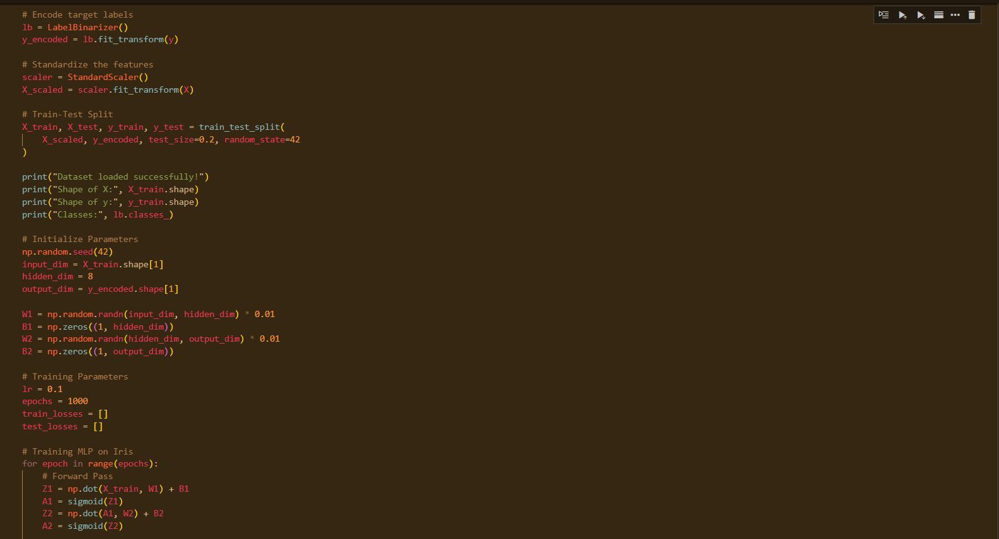 # Encode target labels
lb = LabelBinarizer()
y_encoded = lb.fit_transform(y)
# Standardize the features
scaler = StandardScaler()
X_scaled = scaler.fit_transform(X)
# Train-Test Split
X_train, X_test, y_train, y_test = train_test_split(
    X_scaled, y_encoded, test_size=0.2, random_state=42
)
print("Dataset loaded successfully!")
print("Shape of X:", X_train.shape)
print("Shape of y:", y_train.shape)
print("Classes:", lb.classes_)
# Initialize Parameters
np.random.seed(42)
input_dim = X_train.shape[1]
hidden_dim = 8
output_dim = y_encoded.shape[1]
W1 = np.random.randn(input_dim, hidden_dim) * 0.01
B1 = np.zeros((1, hidden_dim))
W2 = np.random.randn(hidden_dim, output_dim) * 0.01
B2 = np.zeros((1, output_dim))
# Training Parameters
lr = 0.1
epochs = 1000
train_losses = []
test_losses = []
# Training MLP on Iris
for epoch in range(epochs):
    # Forward Pass
    Z1 = np.dot(X_train, W1) + B1
    A1 = sigmoid(Z1)
    Z2 = np.dot(A1, W2) + B2
    A2 = sigmoid(Z2)